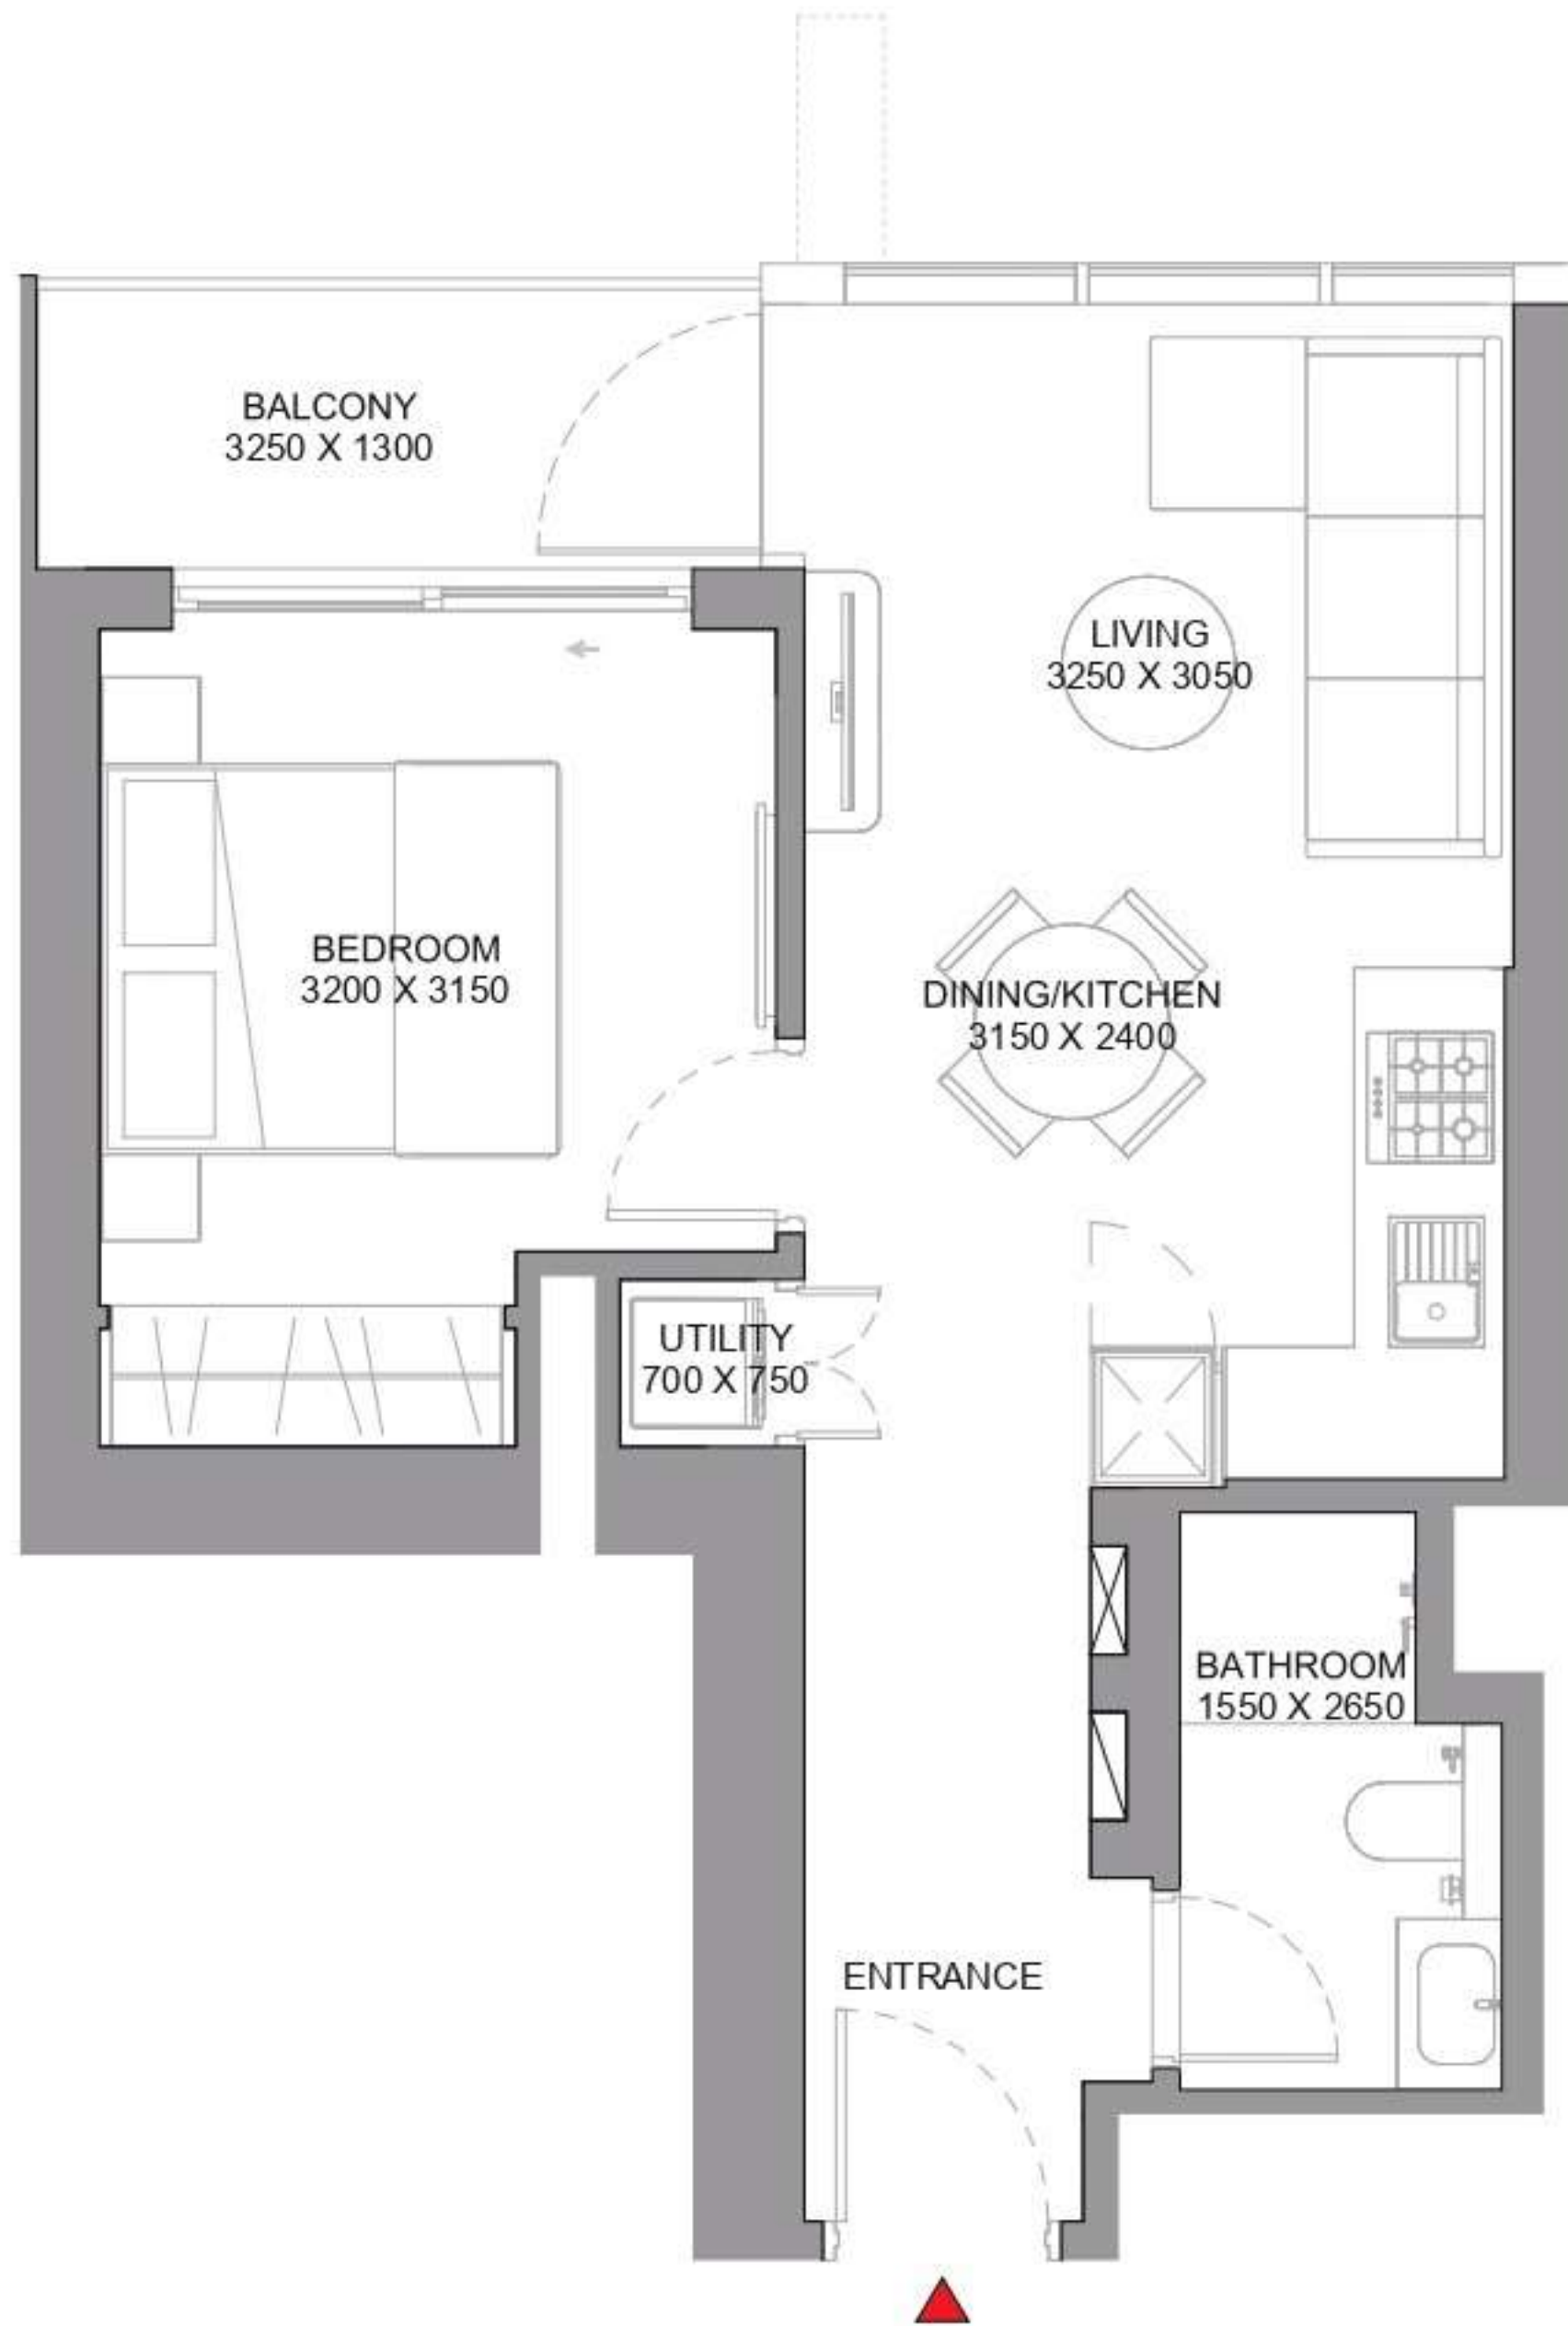 BALCONY
3250 X 1300
LIVING
3250 X 3050
BEDROOM
3200 X 3150
DINING/KITCHEN
3150 X 2400
UTILITY
700 X 750
BATHROOM
1550 X 2650
ENTRANCE